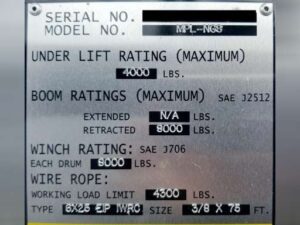 SERIAL NO.
MODEL NO. MPL-NGS
UNDER LIFT RATING (MAXIMUM)
4000 LBS.
BOOM RATINGS (MAXIMUM) SAE J2512
EXTENDED N/A LBS.
RETRACTED 8000 LBS.
WINCH RATING: SAE J706
EACH DRUM 8000 LBS.
WIRE ROPE:
WORKING LOAD LIMIT 4300 LBS.
TYPE 6X25 EIP IWRC SIZE 3/8 X 75 FT.